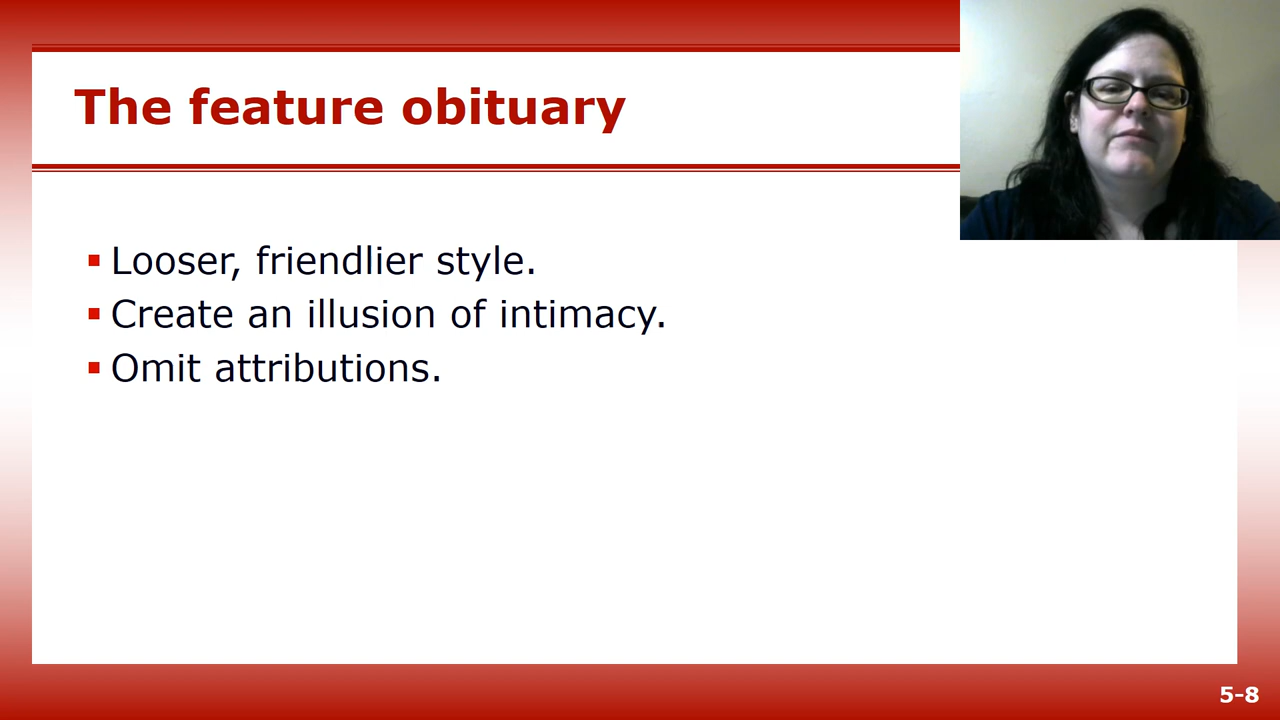 The feature obituary
Looser, friendlier style.
Create an illusion of intimacy.
Omit attributions.
5-8